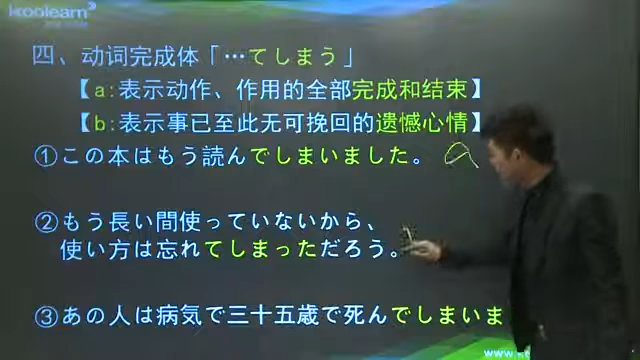 koolearn
四、动词完成体「…てしまう」
【a:表示动作、作用的全部完成和结束】
【b:表示事已至此无可挽回的遗憾心情】
①この本はもう読んでしまいました。 a
②もう長い間使っていないから、
使い方は忘れてしまっただろう。
③あの人は病気で三十五歳で死んでしまいま